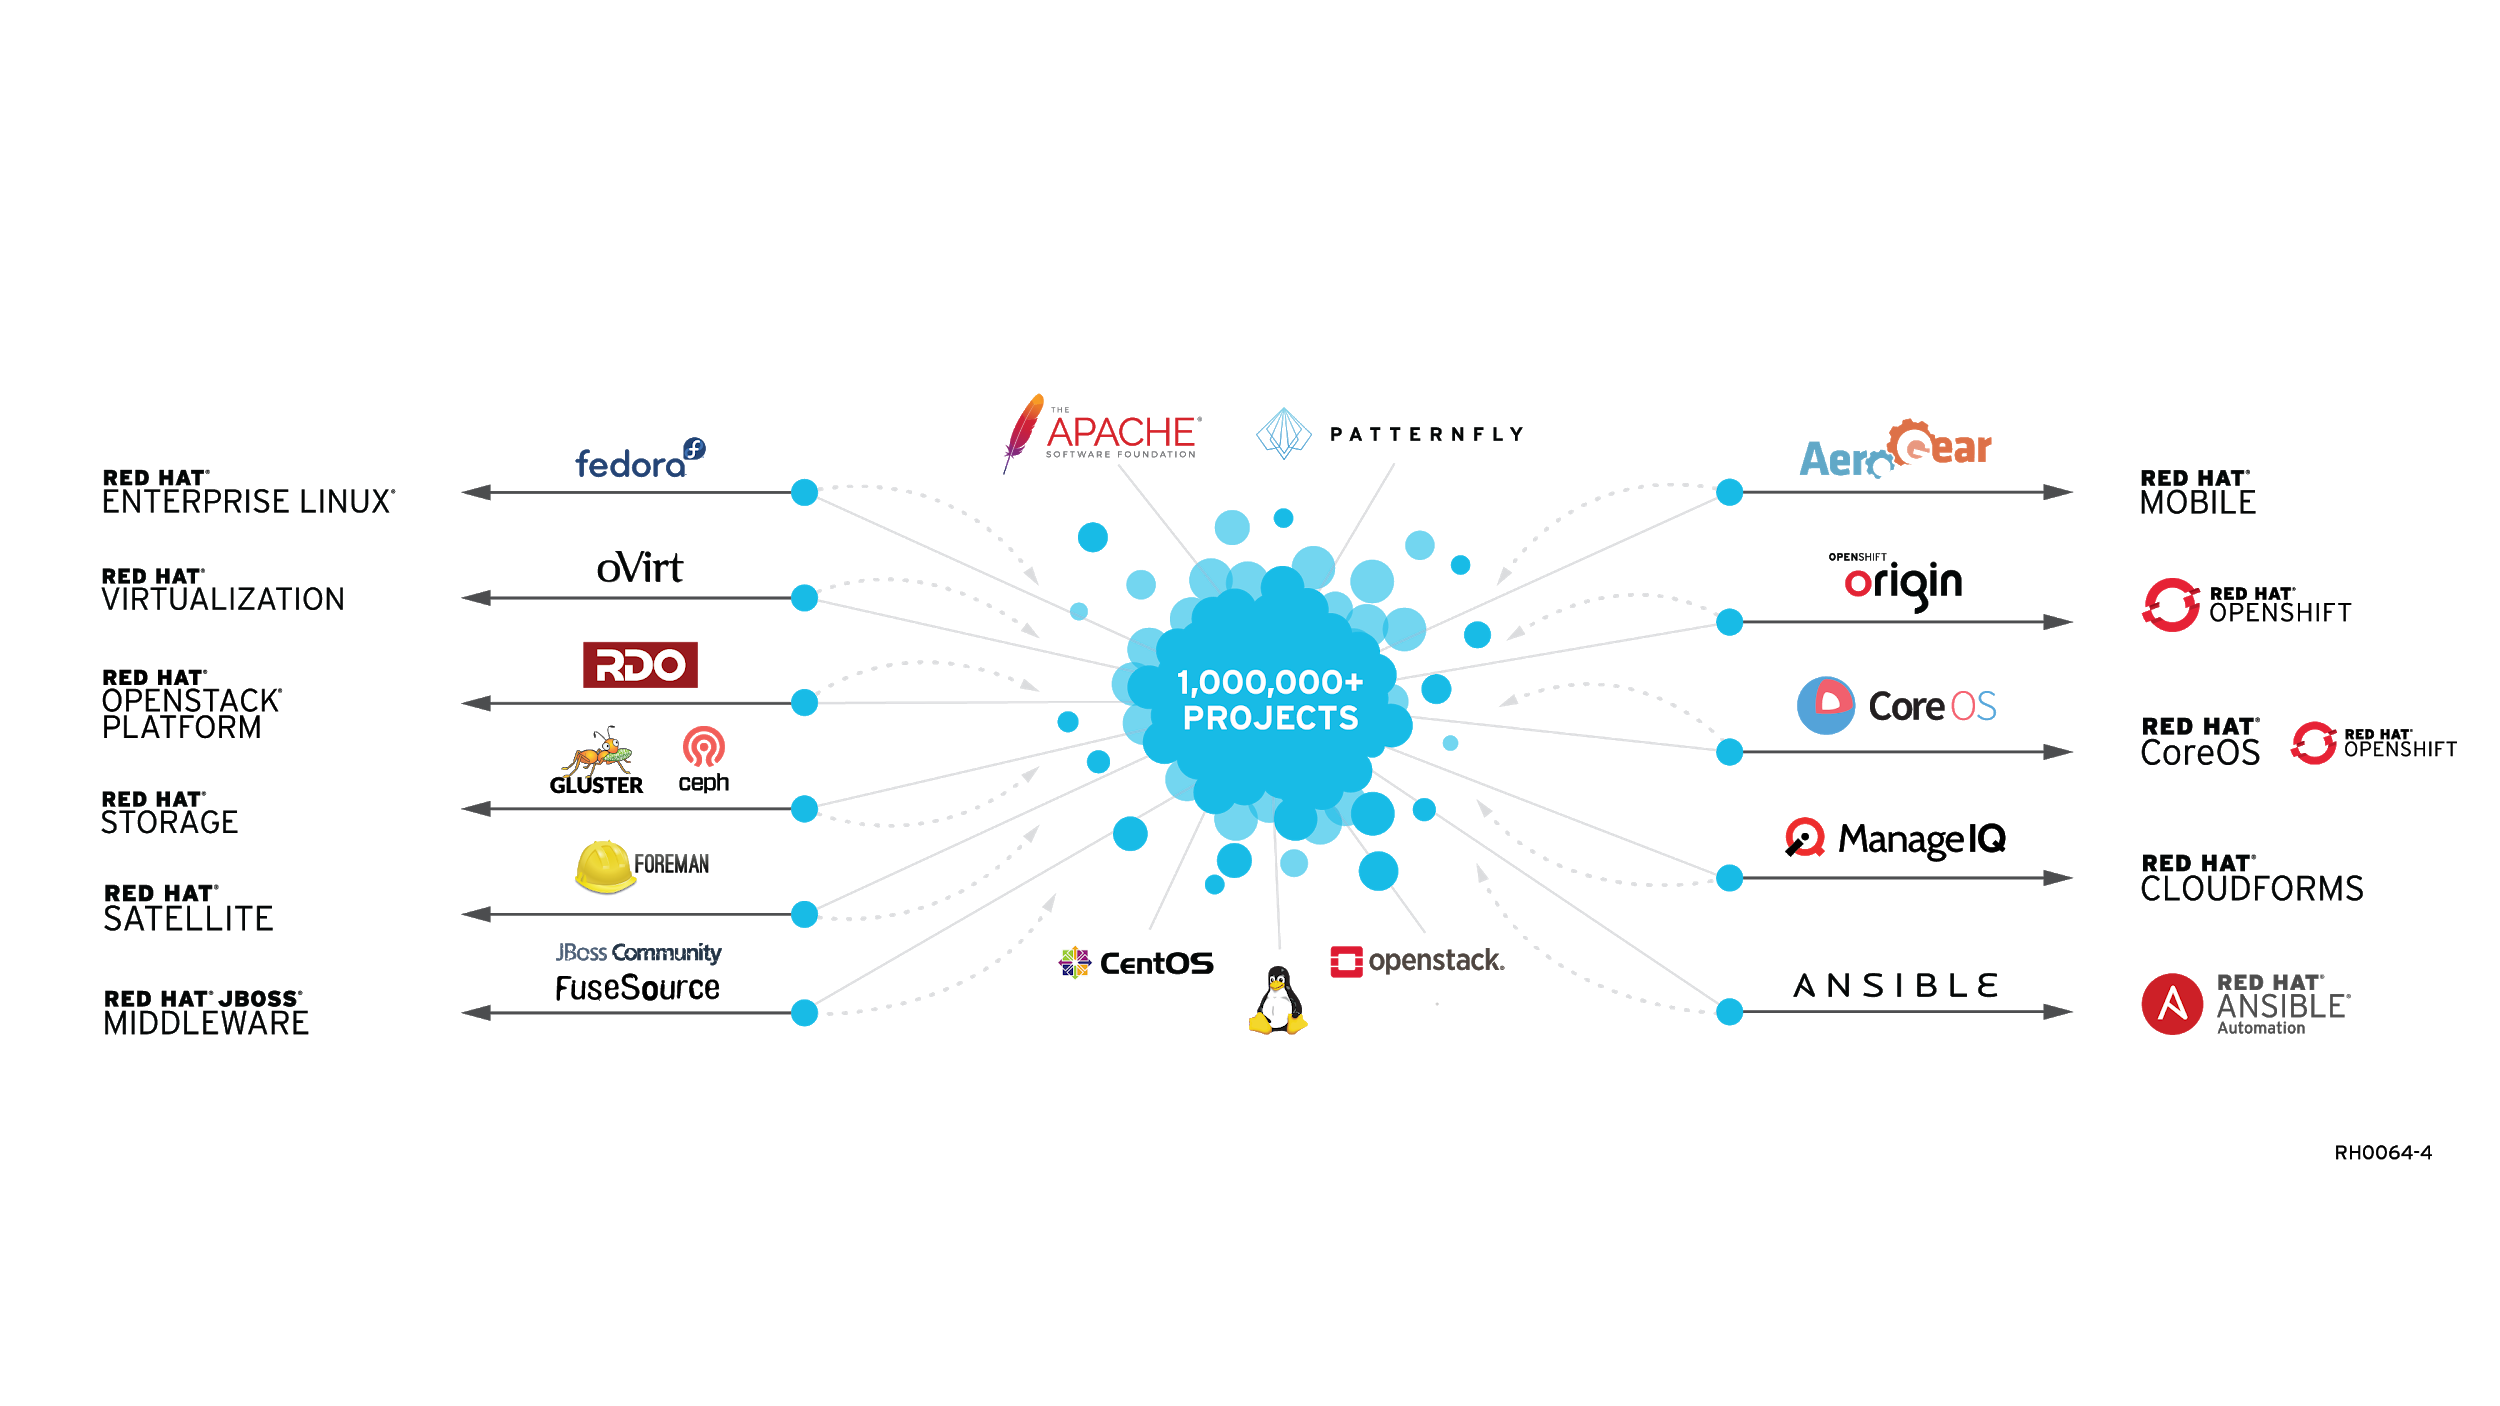 THE
APACHE®
SOFTWARE FOUNDATION
PATTERNFLY
fedora
RED HAT®
ENTERPRISE LINUX®
oVirt
RED HAT®
VIRTUALIZATION
RDO
RED HAT®
OPENSTACK®
PLATFORM
GLUSTER
ceph
RED HAT®
STORAGE
FOREMAN
RED HAT®
SATELLITE
JBoss Community
FuseSource
RED HAT® JBOSS®
MIDDLEWARE
1,000,000+
PROJECTS
CentOS
openstack.
AeroGear
RED HAT®
MOBILE
OPENSHIFT
origin
RED HAT®
OPENSHIFT
CoreOS
RED HAT®
CoreOS
RED HAT®
OPENSHIFT
ManageIQ
RED HAT®
CLOUDFORMS
ANSIBLE
RED HAT®
ANSIBLE®
Automation
RH0064-4